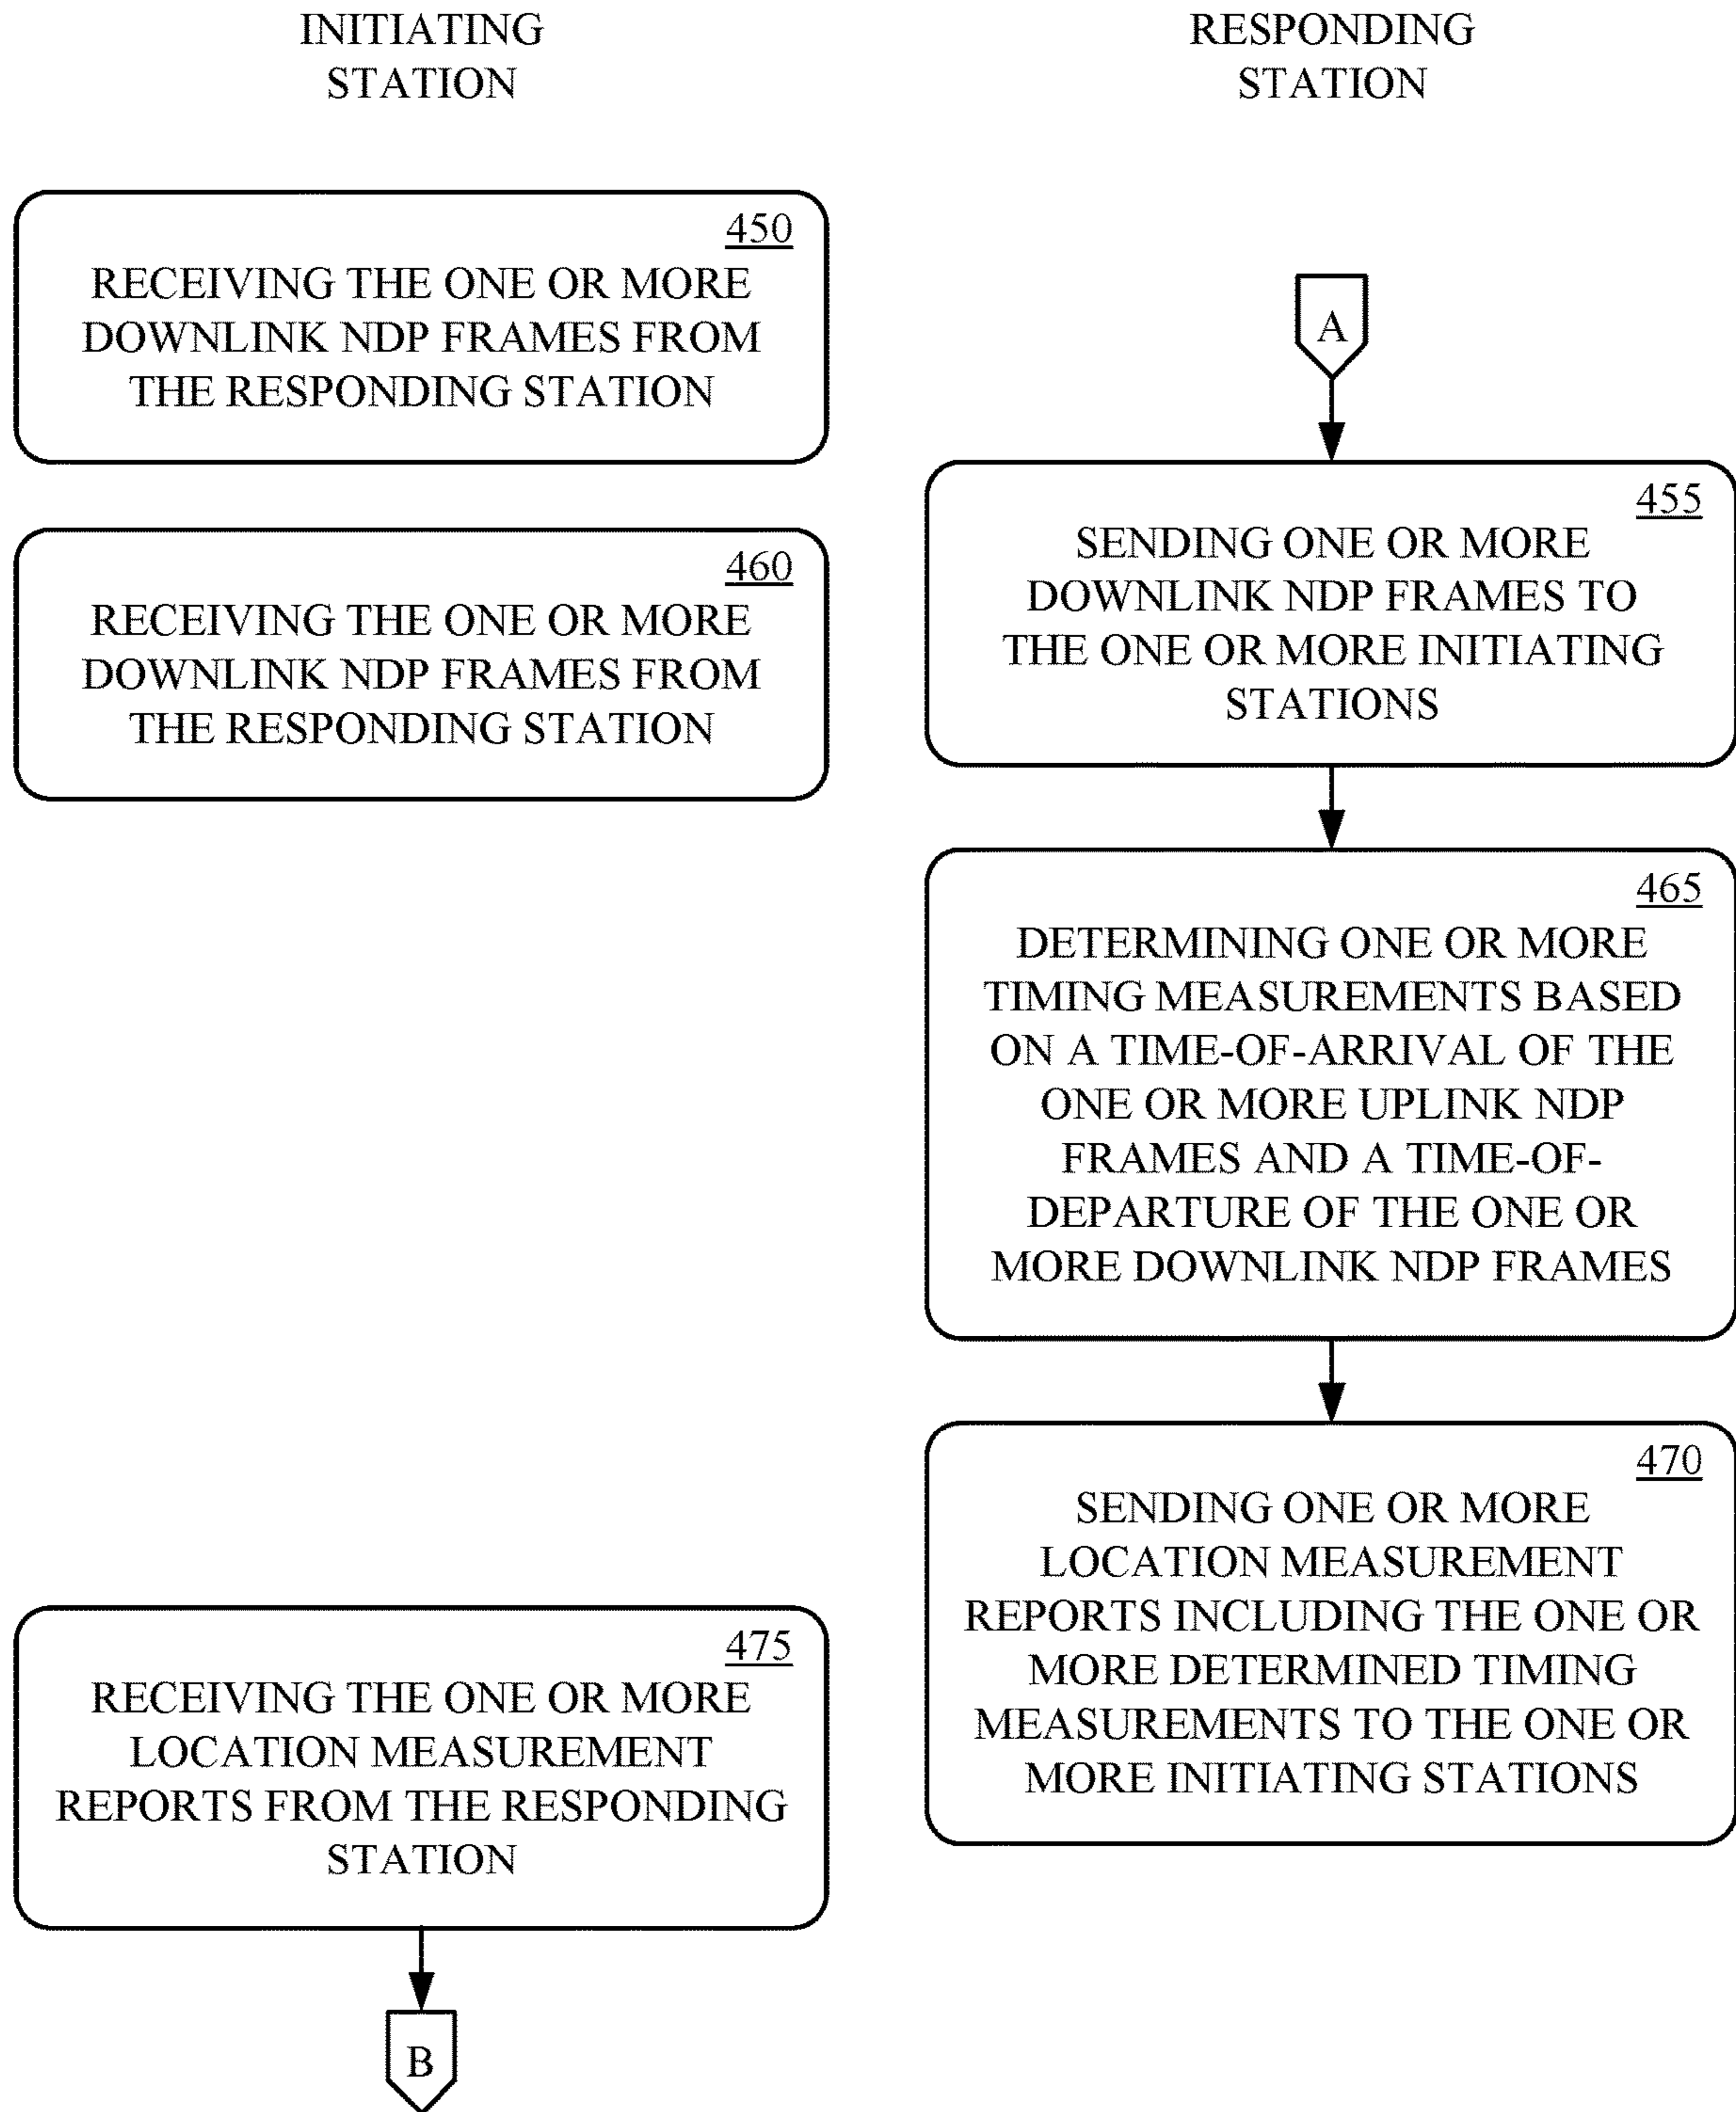 INITIATING
STATION
RESPONDING
STATION
450
RECEIVING THE ONE OR MORE
DOWNLINK NDP FRAMES FROM
THE RESPONDING STATION
A
455
SENDING ONE OR MORE
DOWNLINK NDP FRAMES TO
THE ONE OR MORE INITIATING
STATIONS
460
RECEIVING THE ONE OR MORE
DOWNLINK NDP FRAMES FROM
THE RESPONDING STATION
465
DETERMINING ONE OR MORE
TIMING MEASUREMENTS BASED
ON A TIME-OF-ARRIVAL OF THE
ONE OR MORE UPLINK NDP
FRAMES AND A TIME-OF-
DEPARTURE OF THE ONE OR
MORE DOWNLINK NDP FRAMES
470
SENDING ONE OR MORE
LOCATION MEASUREMENT
REPORTS INCLUDING THE ONE OR
MORE DETERMINED TIMING
MEASUREMENTS TO THE ONE OR
MORE INITIATING STATIONS
475
RECEIVING THE ONE OR MORE
LOCATION MEASUREMENT
REPORTS FROM THE RESPONDING
STATION
B